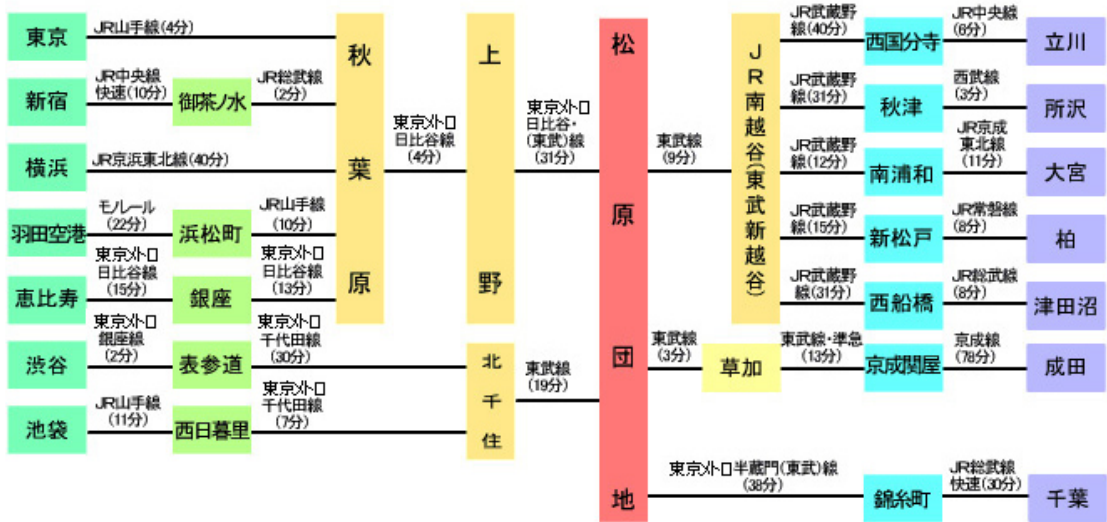 東京
JR山手線(4分)
新宿
JR中央線
快速(10分)
御茶ノ水
JR総武線
(2分)
横浜
JR京浜東北線(40分)
羽田空港
モノレール
(22分)
浜松町
JR山手線
(10分)
恵比寿
東京メトロ
日比谷線
(15分)
銀座
東京メトロ
日比谷線
(13分)
渋谷
東京メトロ
銀座線
(2分)
表参道
東京メトロ
千代田線
(30分)
池袋
JR山手線
(11分)
西日暮里
東京メトロ
千代田線
(7分)
秋葉原
東京メトロ
日比谷線
(4分)
上野
東京メトロ
日比谷・
(東武)線
(31分)
北千住
東武線
(19分)
松原団地
東武線
(9分)
JR南越谷(東武新越谷)
JR武蔵野
線(40分)
西国分寺
JR中央線
(6分)
立川
JR武蔵野
線(31分)
秋津
西武線
(3分)
所沢
JR武蔵野
線(12分)
南浦和
JR京成
東北線
(11分)
大宮
JR武蔵野
線(15分)
新松戸
JR常磐線
(8分)
柏
JR武蔵野
線(31分)
西船橋
JR総武線
(8分)
津田沼
東武線
(3分)
草加
東武線・準急
(13分)
京成関屋
京成線
(78分)
成田
東京メトロ半蔵門(東武)線
(38分)
錦糸町
JR総武線
快速(30分)
千葉